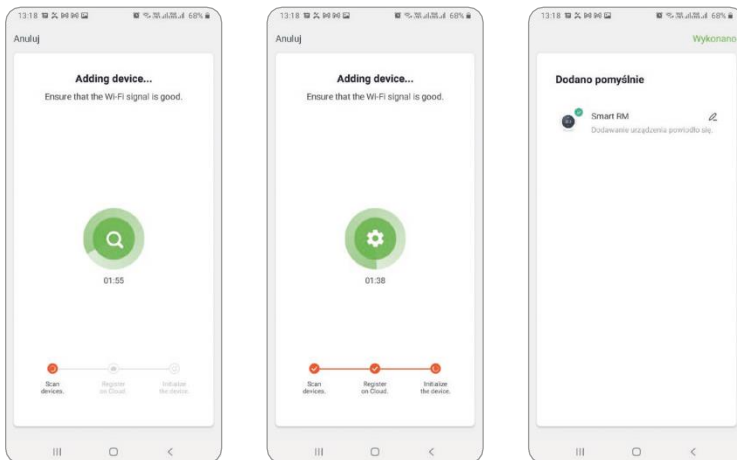 13:18
68%
Anuluj
Adding device...
Ensure that the Wi-Fi signal is good.
01:55
Scan
devices.
Register
on Cloud.
Initialize
the device.
13:18
68%
Anuluj
Adding device...
Ensure that the Wi-Fi signal is good.
01:38
Scan
devices.
Register
on Cloud.
Initialize
the device.
13:18
68%
Wykonano
Dodano pomyślnie
Smart RM
Dodawanie urządzenia powiodło się.